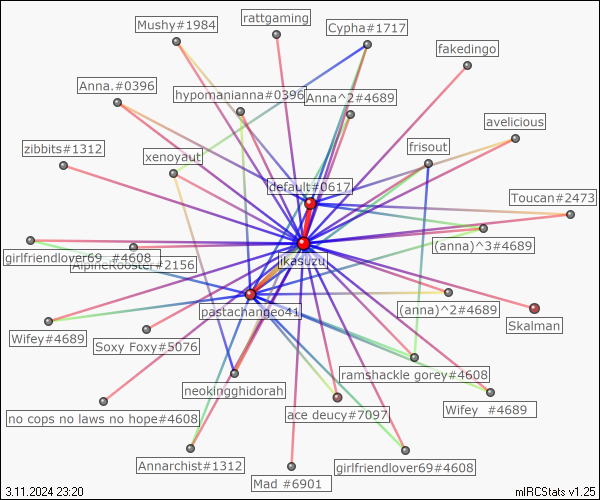 rattgaming
Mushy#1984
Cypha#1717
fakedingo
Anna.#0396
hypomanianna#0396
Anna^2#4689
avelicious
zibbits#1312
xenoyaut
frisout
default#0617
Toucan#2473
(anna)^3#4689
girlfriendlover69_#4608
AlpineRooster#2156
ikasuzu
pastachangeo41
(anna)^2#4689
Skalman
Wifey#4689
Soxy Foxy#5076
ramshackle gorey#4608
neokingghidorah
no cops no laws no hope#4608
ace deucy#7097
Wifey #4689
Annarchist#1312
girlfriendlover69#4608
Mad #6901
3.11.2024 23:20
mIRCStats v1.25